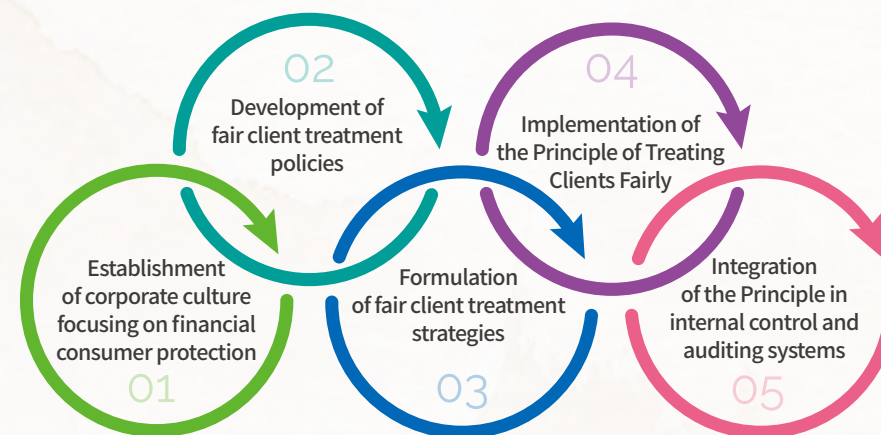 01
Establishment
of corporate culture
focusing on financial
consumer protection
02
Development of
fair client treatment
policies
03
Formulation
of fair client treatment
strategies
04
Implementation of
the Principle of Treating
Clients Fairly
05
Integration
of the Principle in
internal control and
auditing systems